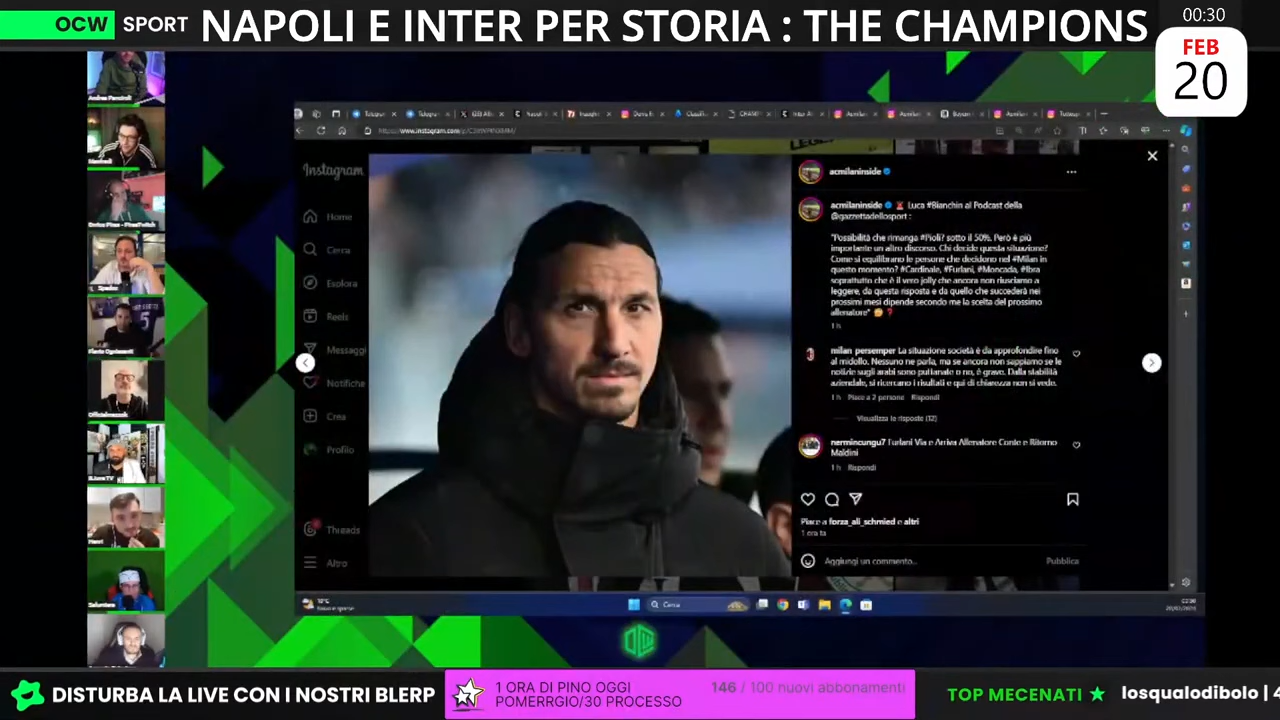 OCW SPORT NAPOLI E INTER PER STORIA : THE CHAMPIONS
00:30
FEB
20
Instagram
Home
Cerca
Esplora
Reels
Messaggi
Notifiche
Crea
Profilo
Threads
Altro
acmilaninside
acmilaninside Luca #Bianchin al Podcast della
@gazzettadellosport :
"Possibilità che rimanga #Pioli? sotto il 50%. Però è più
importante un altro discorso. Chi decide questa situazione?
Come si equilibrano le persone che decidono nel #Milan in
questo momento? #Cardinale, #Furlani, #Moncada, #Ibra
soprattutto che è il vero jolly che ancora non riusciamo a
leggere, da questa risposta e da quello che succederà nei
prossimi mesi dipende secondo me la scelta del prossimo
allenatore"
1 h
milan_persemper La situazione società è da approfondire fino
al midollo. Nessuno ne parla, ma se ancora non sappiamo se le
notizie sugli arabi sono puttanate o no, è grave. Dalla stabilità
aziendale, si ricercano i risultati e qui di chiarezza non si vede.
1 h Piace a 2 persone Rispondi
Visualizza le risposte (12)
nermincungu7 Furlani Via e Arriva Allenatore Conte e Ritorno
Maldini
1 h Rispondi
Piace a forza_ali_schmied e altri
1 ora fa
Aggiungi un commento...
Pubblica
Cerca
DISTURBA LA LIVE CON I NOSTRI BLERP
1 ORA DI PINO OGGI
POMERRGIO/30 PROCESSO
146 / 100 nuovi abbonamenti
TOP MECENATI ★ losqualodibolo | 4